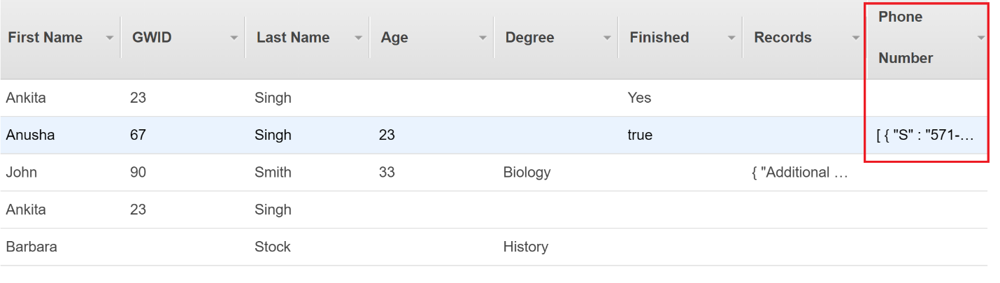 First Name GWID Last Name Age Degree Finished Records Phone Number
Ankita 23 Singh Yes
Anusha 67 Singh 23 true [ { "S" : "571-...
John 90 Smith 33 Biology { "Additional ...
Ankita 23 Singh
Barbara Stock History